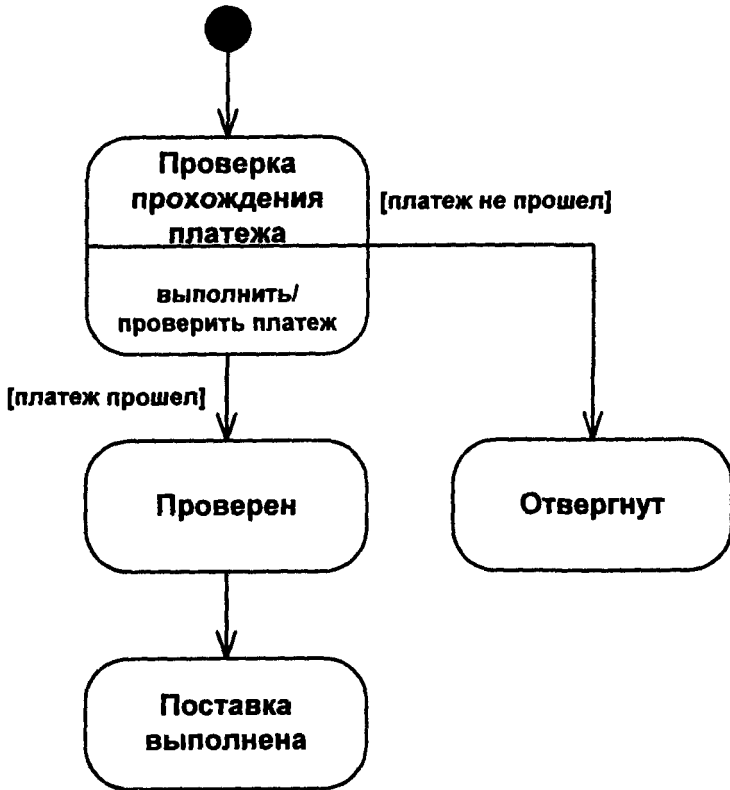 Проверка
прохождения
платежа
[платеж не прошел]
выполнить/
проверить платеж
[платеж прошел]
Проверен
Отвергнут
Поставка
выполнена